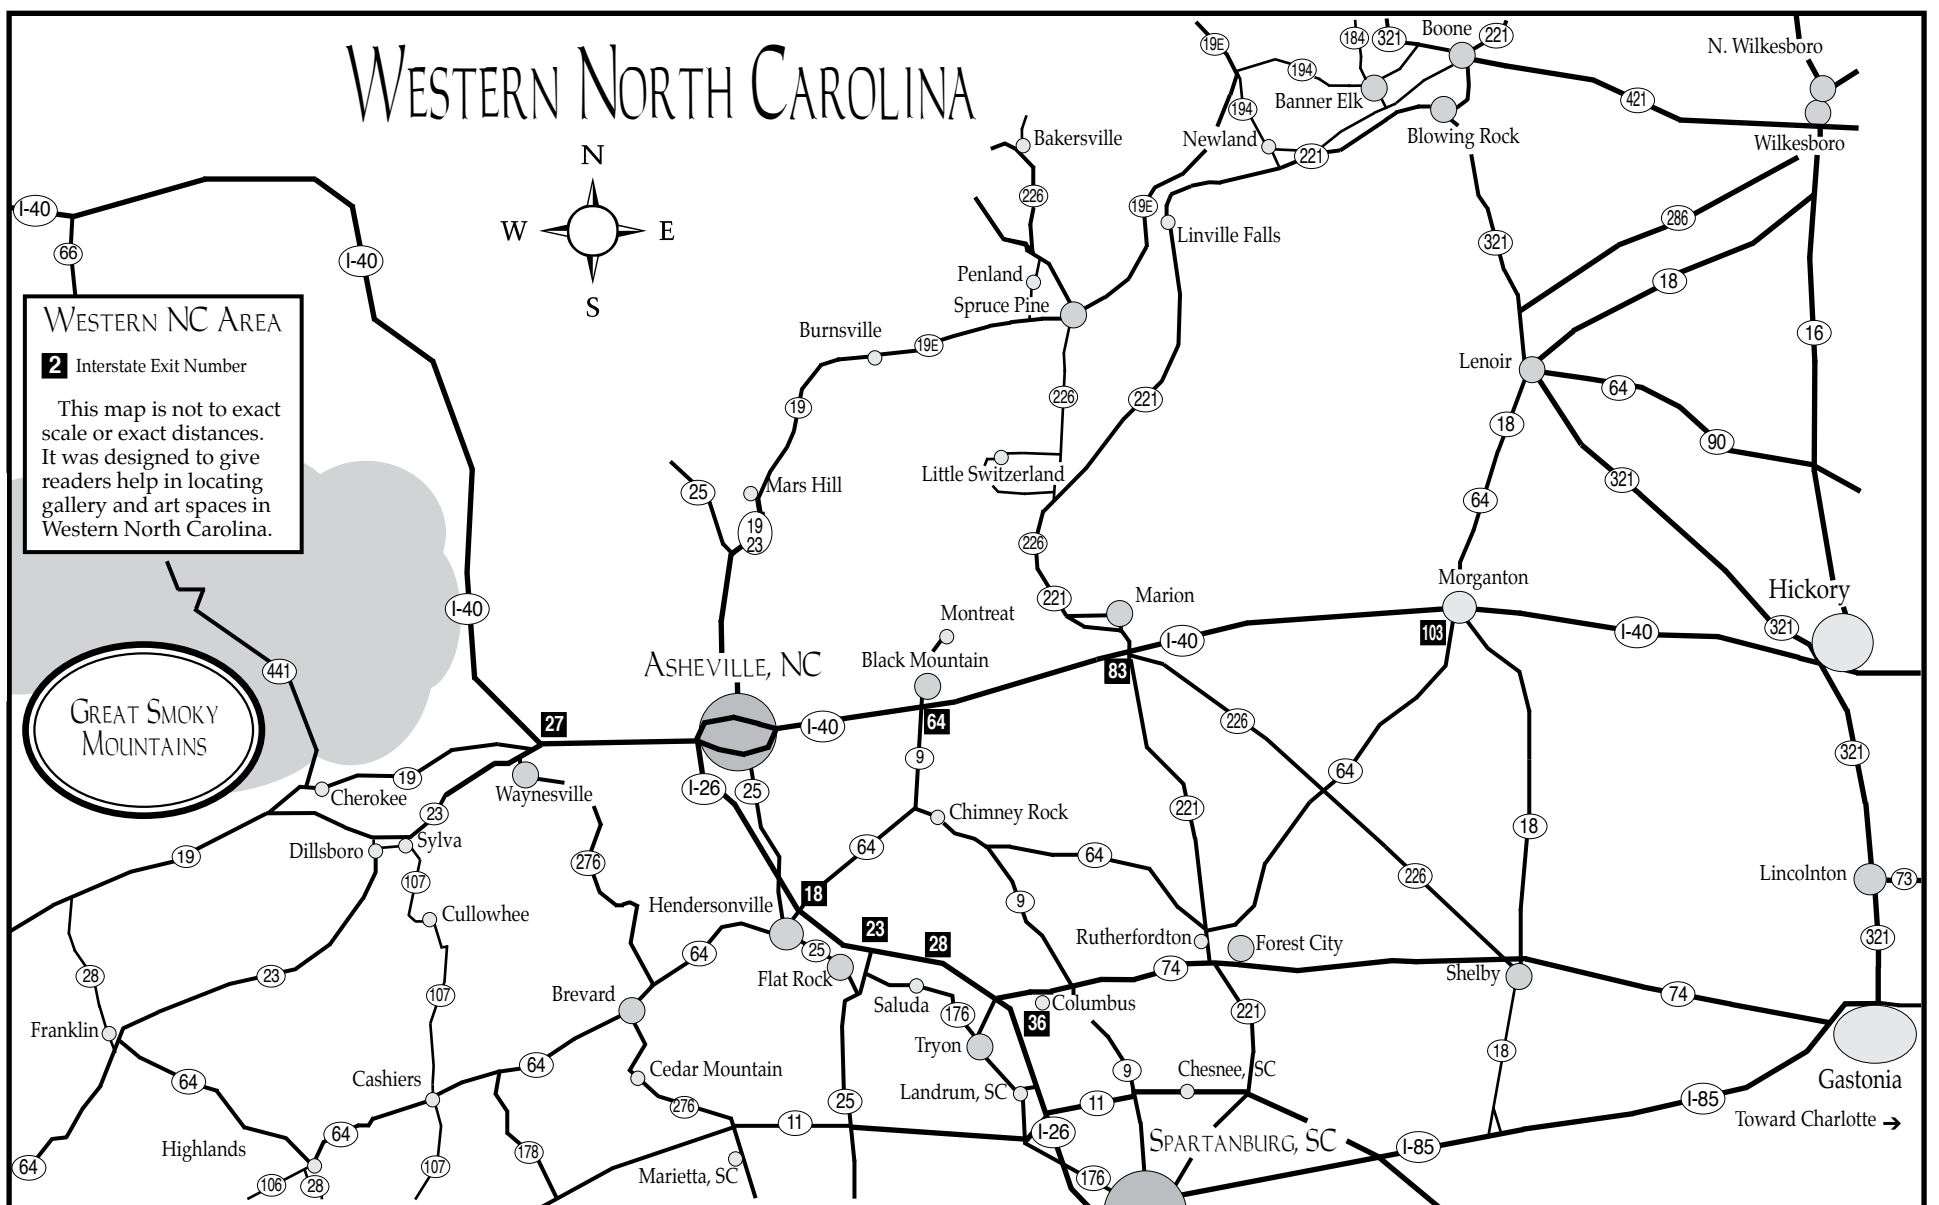 WESTERN NORTH CAROLINA
N
W
E
S
19E
184
321
Boone
221
N. Wilkesboro
194
Banner Elk
194
421
Newland
221
Blowing Rock
Wilkesboro
Bakersville
226
19E
Linville Falls
321
286
18
16
Penland
Spruce Pine
Burnsville
19E
19
226
221
Lenoir
64
18
90
321
64
Little Switzerland
Mars Hill
25
19
23
226
221
I-40
66
I-40
WESTERN NC AREA
2 Interstate Exit Number
This map is not to exact
scale or exact distances.
It was designed to give
readers help in locating
gallery and art spaces in
Western North Carolina.
I-40
441
GREAT SMOKY
MOUNTAINS
Marion
Morganton
Hickory
Montreat
Black Mountain
ASHEVILLE, NC
I-40
103
I-40
321
83
27
I-40
64
226
9
64
321
19
Cherokee
Waynesville
I-26
25
23
Chimney Rock
221
18
Dillsboro
Sylva
19
276
64
64
226
107
18
Lincolnton
73
Hendersonville
9
Cullowhee
23
28
Rutherfordton
Forest City
321
64
25
28
23
Flat Rock
74
Shelby
74
107
Brevard
Saluda
176
Columbus
36
221
Franklin
Tryon
18
64
64
Cashiers
Cedar Mountain
Landrum, SC
9
Chesnee, SC
Gastonia
276
25
11
I-85
11
Toward Charlotte ➔
Highlands
64
178
I-26
SPARTANBURG, SC
I-85
64
106
28
107
Marietta, SC
176